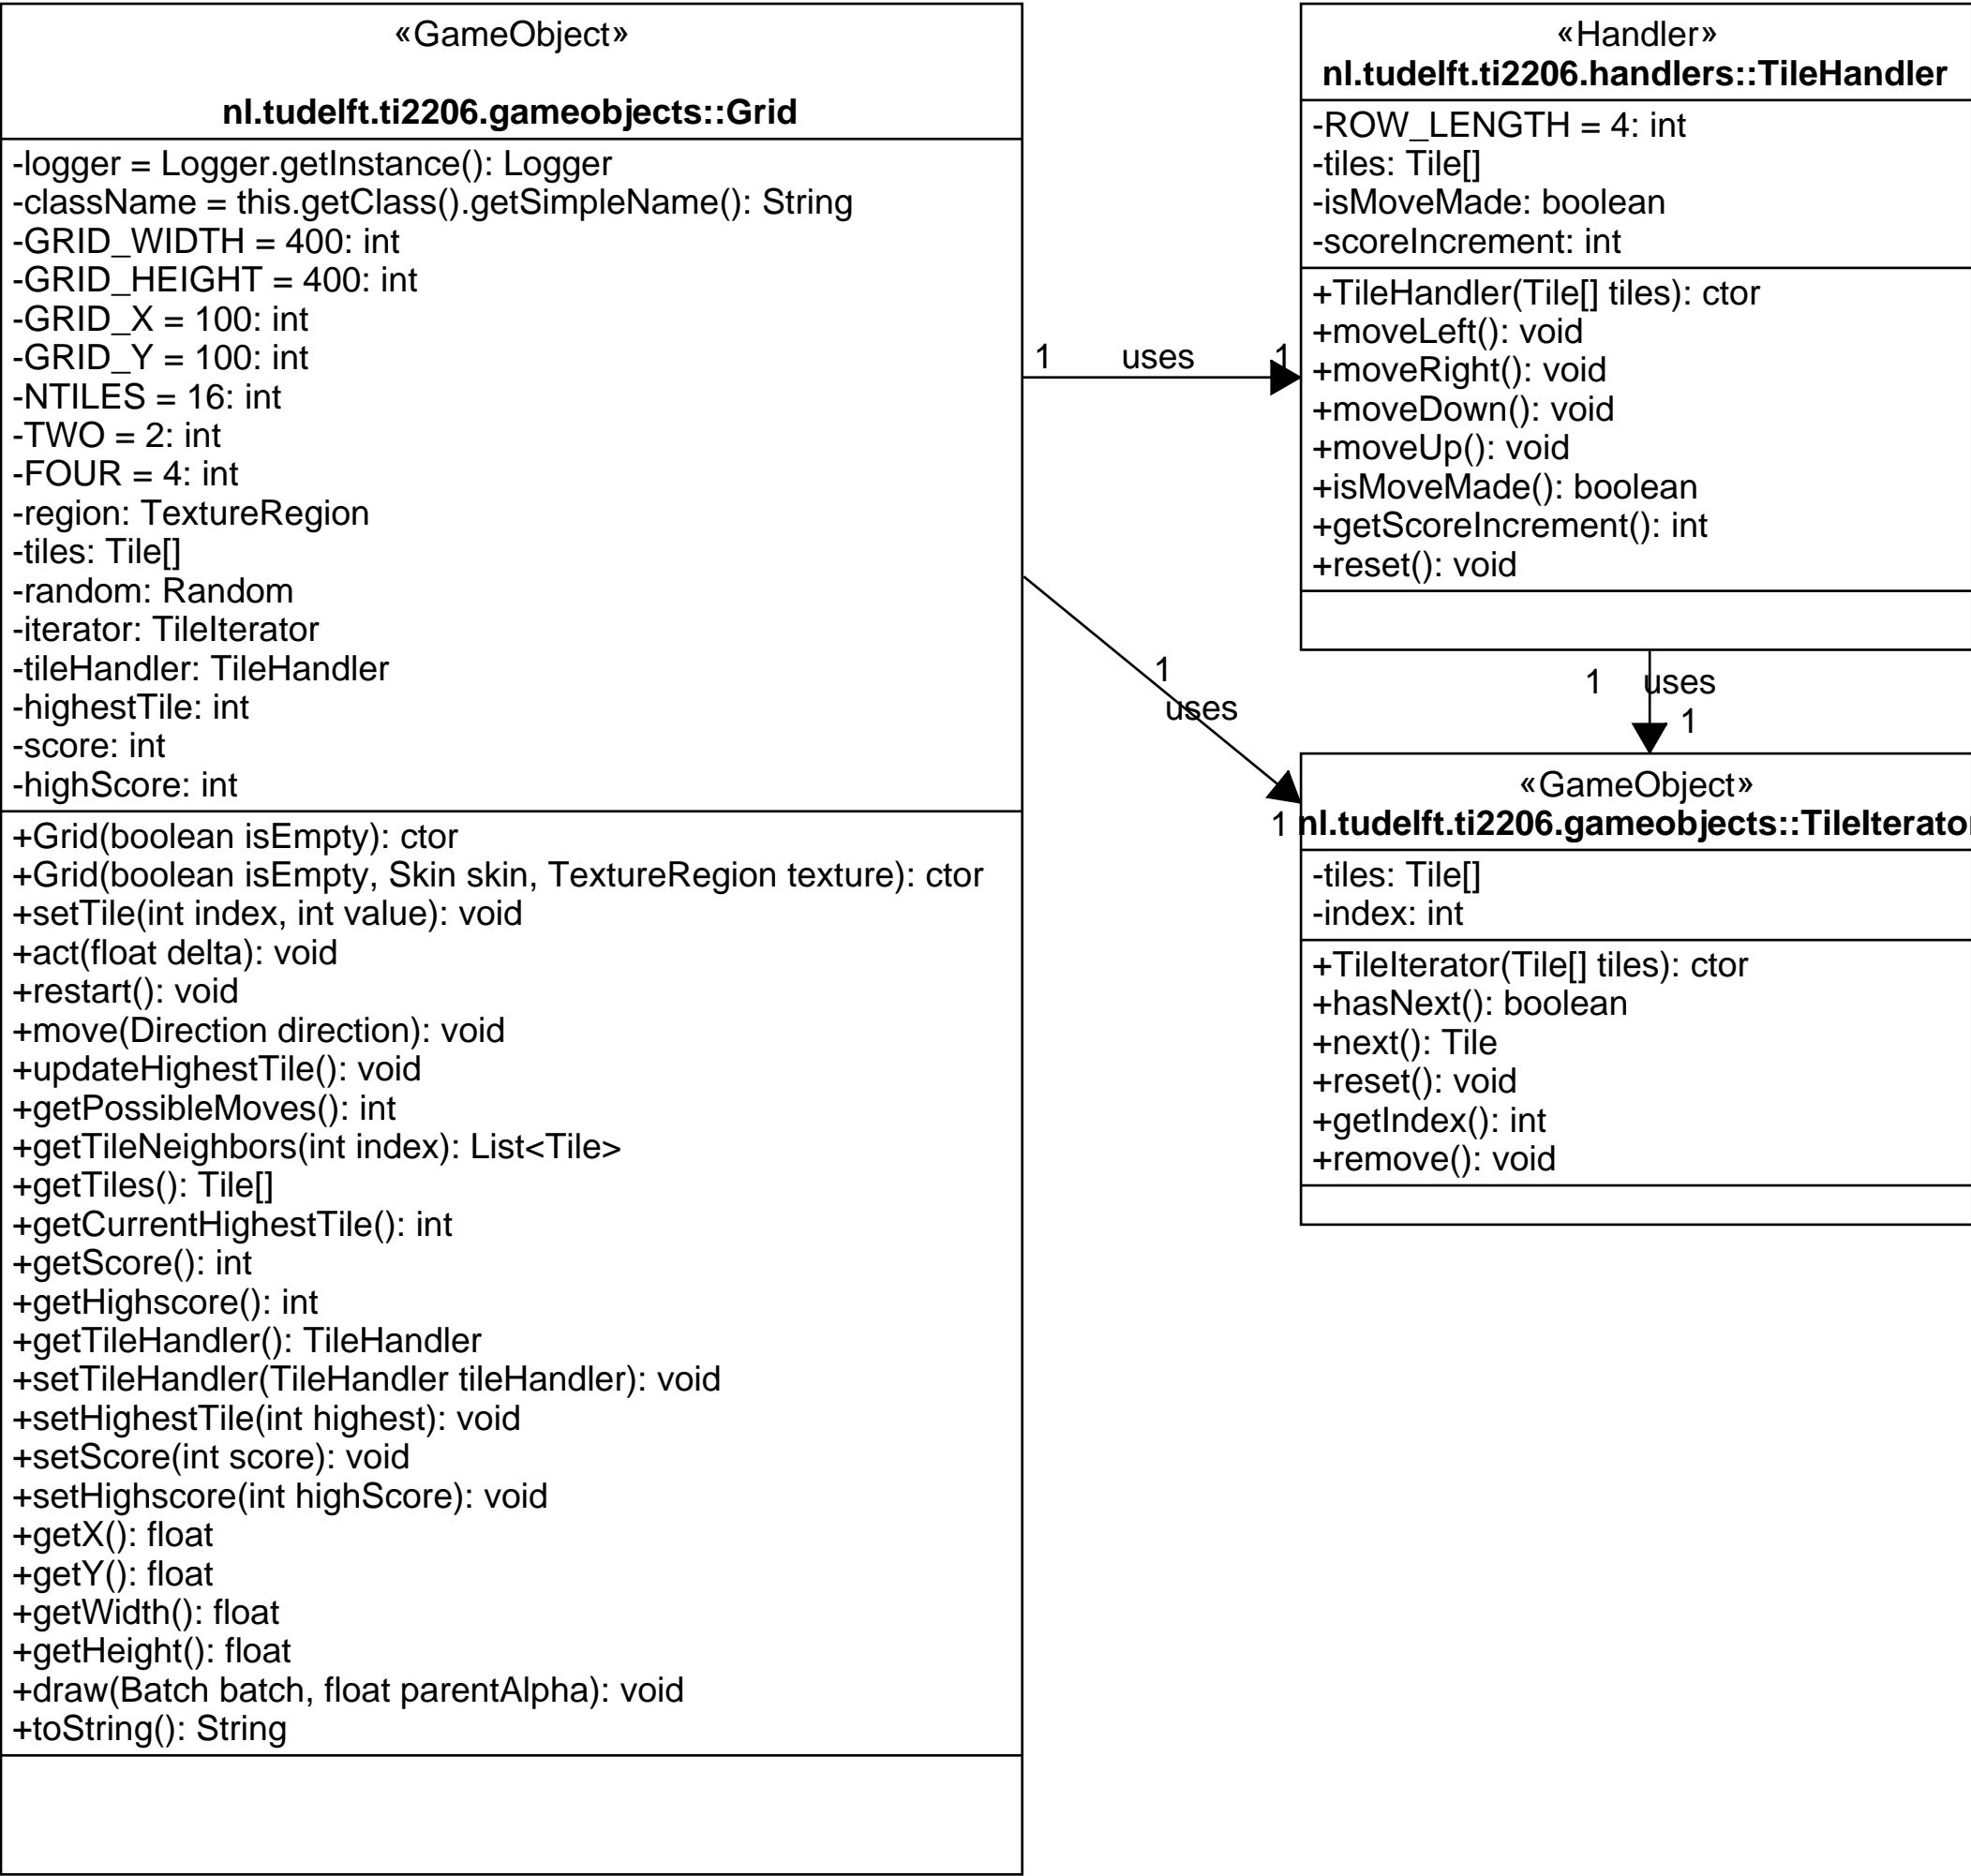 «GameObject»
nl.tudelft.ti2206.gameobjects::Grid
-logger = Logger.getInstance(): Logger
-className = this.getClass().getSimpleName(): String
-GRID_WIDTH = 400: int
-GRID_HEIGHT = 400: int
-GRID_X = 100: int
-GRID_Y = 100: int
-NTILES = 16: int
-TWO = 2: int
-FOUR = 4: int
-region: TextureRegion
-tiles: Tile[]
-random: Random
-iterator: TileIterator
-tileHandler: TileHandler
-highestTile: int
-score: int
-highScore: int
+Grid(boolean isEmpty): ctor
+Grid(boolean isEmpty, Skin skin, TextureRegion texture): ctor
+setTile(int index, int value): void
+act(float delta): void
+restart(): void
+move(Direction direction): void
+updateHighestTile(): void
+getPossibleMoves(): int
+getTileNeighbors(int index): List<Tile>
+getTiles(): Tile[]
+getCurrentHighestTile(): int
+getScore(): int
+getHighscore(): int
+getTileHandler(): TileHandler
+setTileHandler(TileHandler tileHandler): void
+setHighestTile(int highest): void
+setScore(int score): void
+setHighscore(int highScore): void
+getX(): float
+getY(): float
+getWidth(): float
+getHeight(): float
+draw(Batch batch, float parentAlpha): void
+toString(): String
1 uses 1
1
uses
1
«Handler»
nl.tudelft.ti2206.handlers::TileHandler
-ROW_LENGTH = 4: int
-tiles: Tile[]
-isMoveMade: boolean
-scoreIncrement: int
+TileHandler(Tile[] tiles): ctor
+moveLeft(): void
+moveRight(): void
+moveDown(): void
+moveUp(): void
+isMoveMade(): boolean
+getScoreIncrement(): int
+reset(): void
1 uses
1
«GameObject»
nl.tudelft.ti2206.gameobjects::TileIterator
-tiles: Tile[]
-index: int
+TileIterator(Tile[] tiles): ctor
+hasNext(): boolean
+next(): Tile
+reset(): void
+getIndex(): int
+remove(): void